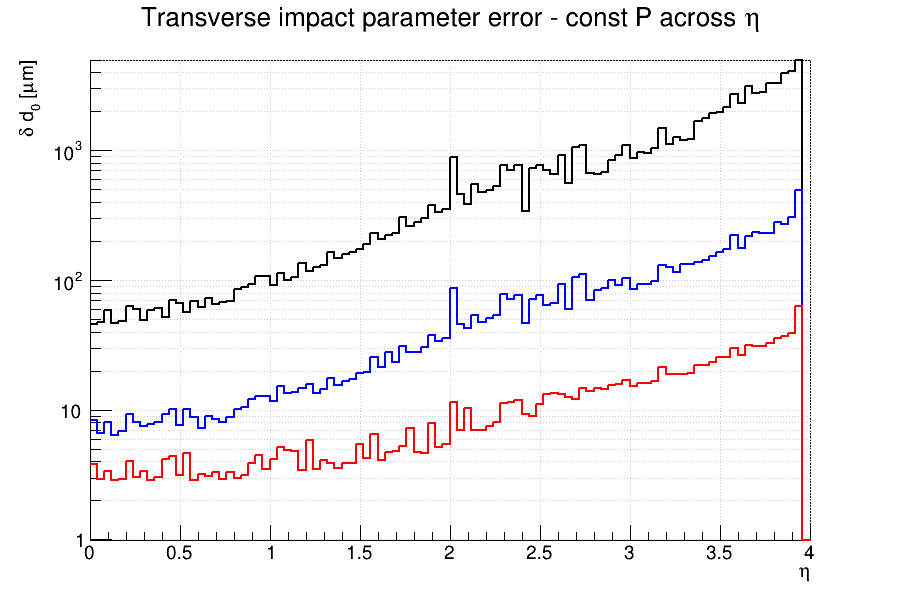 Transverse impact parameter error - const P across η
δ d₀ [μm]
10³
10²
10
1
0 0.5 1 1.5 2 2.5 3 3.5 4
η